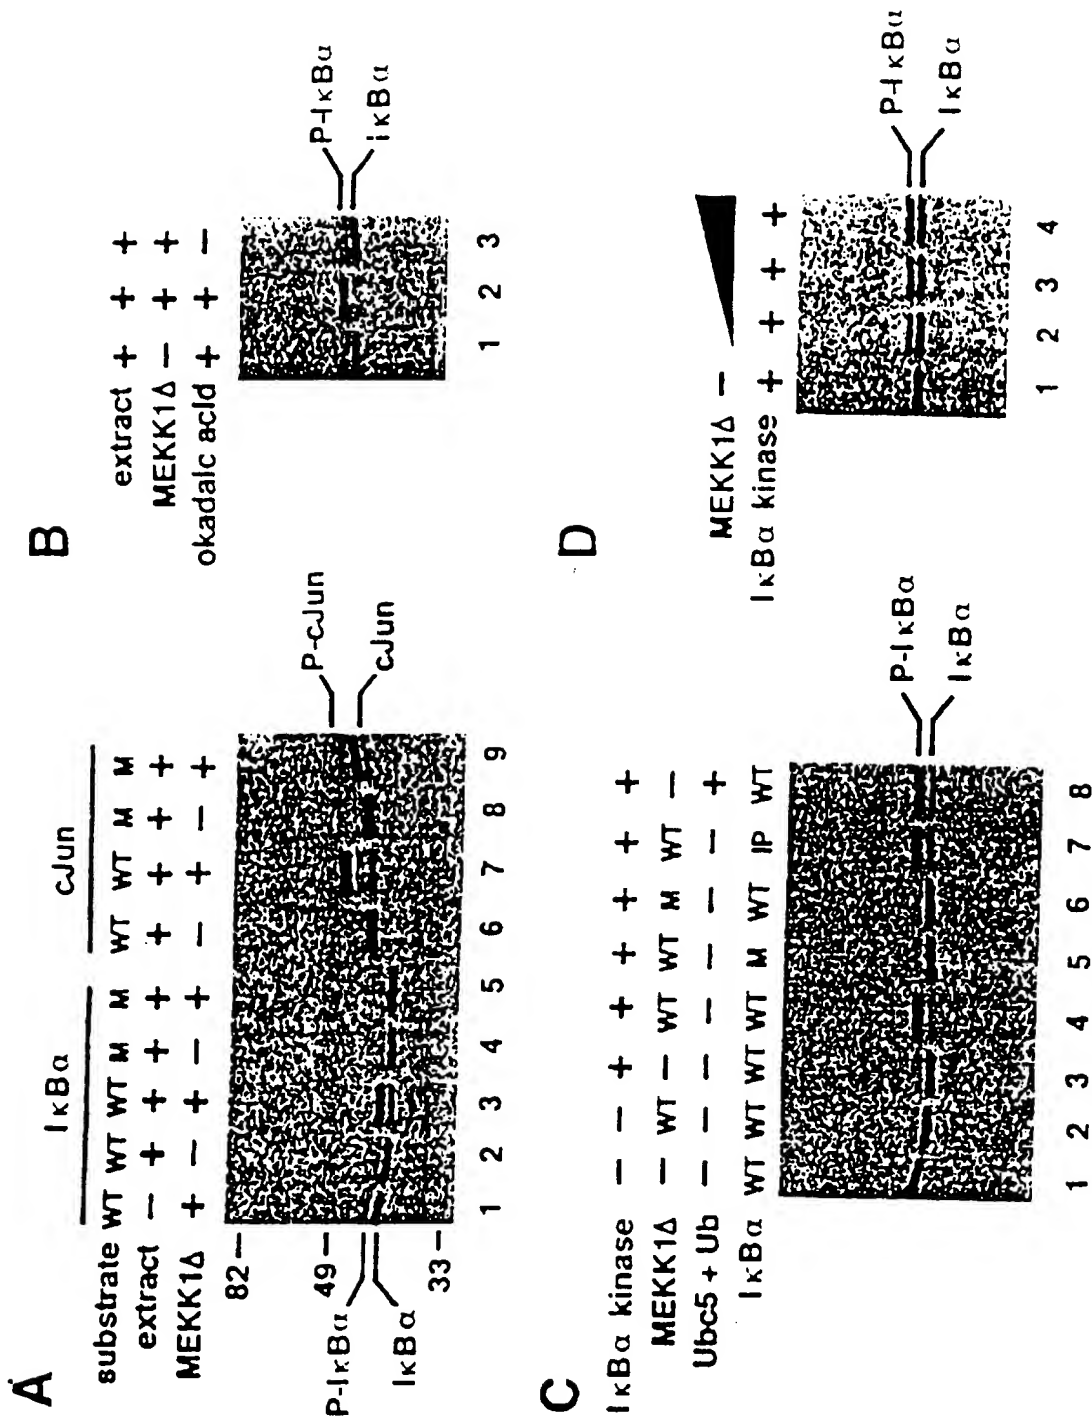 A
IκBα
cJun
substrate WT WT WT M M WT WT M M
extract − + + + + + + + +
MEKK1Δ + − + − + − + − +
82 −
49 −
P-IκBα
IκBα
33 −
P-cJun
cJun
1 2 3 4 5 6 7 8 9
B
extract + + +
MEKK1Δ − + +
okadaic acid + + −
P-IκBα
IκBα
1 2 3
C
IκBα kinase − − + + + + + +
MEKK1Δ − WT − WT WT M WT −
Ubc5 + Ub − − − − − − − +
IκBα WT WT WT WT M WT IP WT
P-IκBα
IκBα
1 2 3 4 5 6 7 8
D
MEKK1Δ −
IκBα kinase + + + +
P-IκBα
IκBα
1 2 3 4